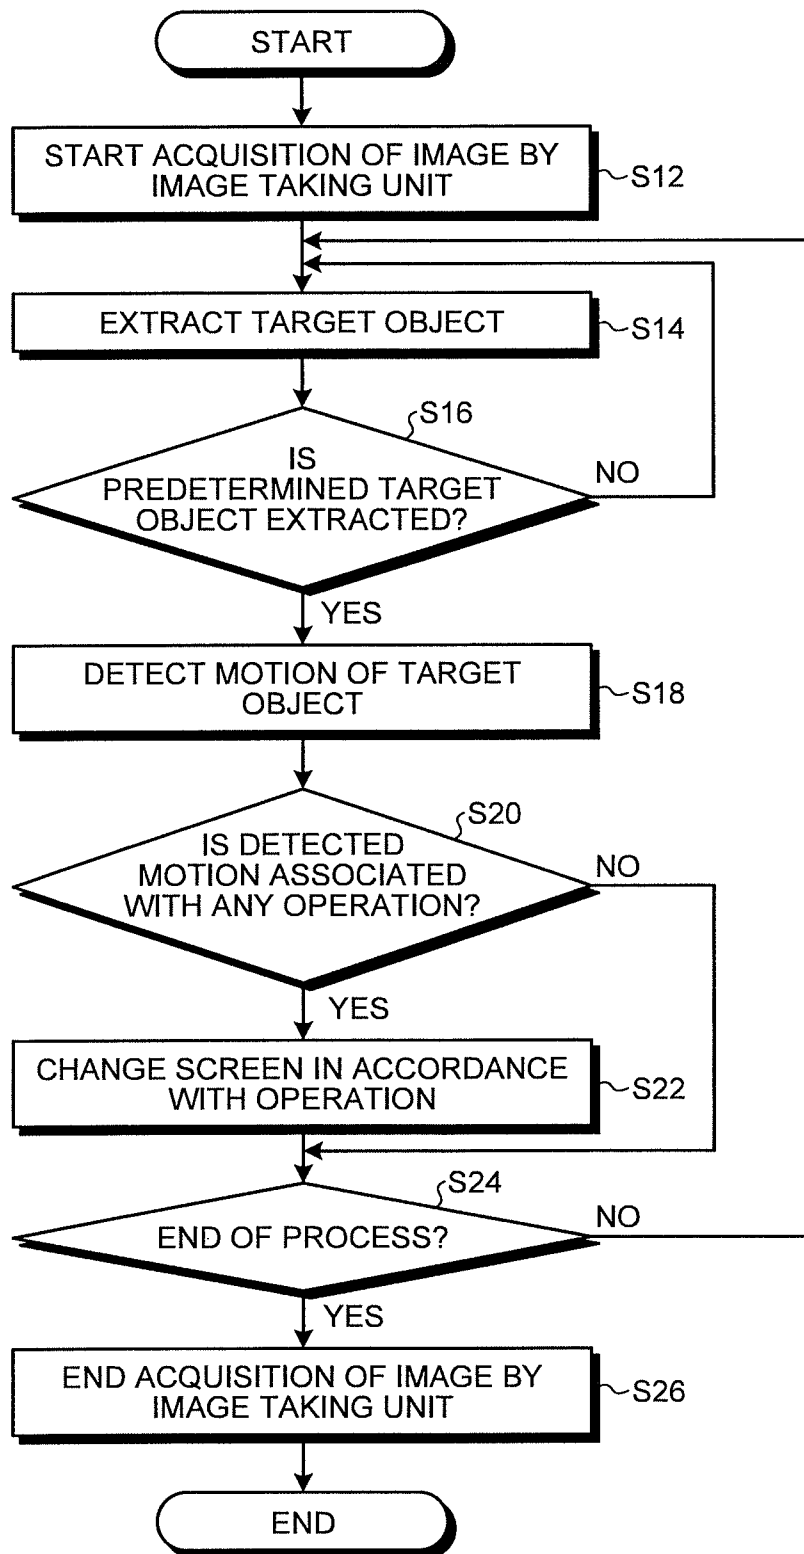 START
START ACQUISITION OF IMAGE BY
IMAGE TAKING UNIT
S12
EXTRACT TARGET OBJECT
S14
S16
IS
PREDETERMINED TARGET
OBJECT EXTRACTED?
NO
YES
DETECT MOTION OF TARGET
OBJECT
S18
S20
IS DETECTED
MOTION ASSOCIATED
WITH ANY OPERATION?
NO
YES
CHANGE SCREEN IN ACCORDANCE
WITH OPERATION
S22
S24
END OF PROCESS?
NO
YES
END ACQUISITION OF IMAGE BY
IMAGE TAKING UNIT
S26
END